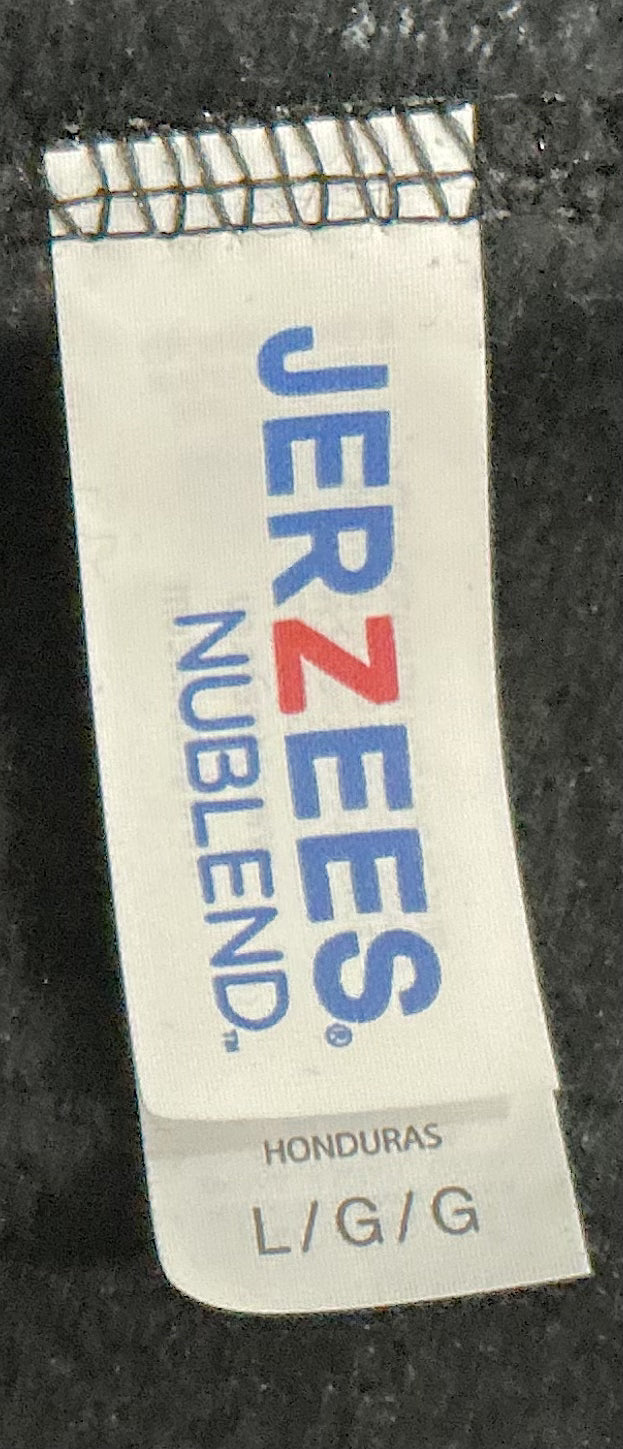 JERZEES®
NUBLEND™
HONDURAS
L/G/G